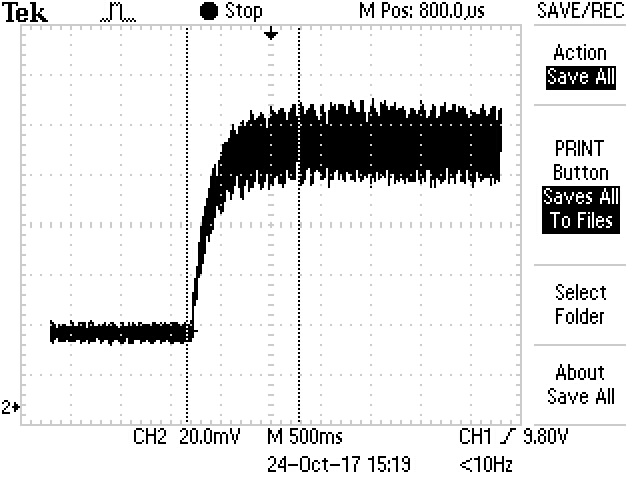 Tek Stop M Pos: 800.0µs SAVE/REC
Action
Save All
PRINT
Button
Saves All
To Files
Select
Folder
About
Save All
2
CH2 20.0mV M 500ms CH1 9.80V
24-Oct-17 15:19 <10Hz